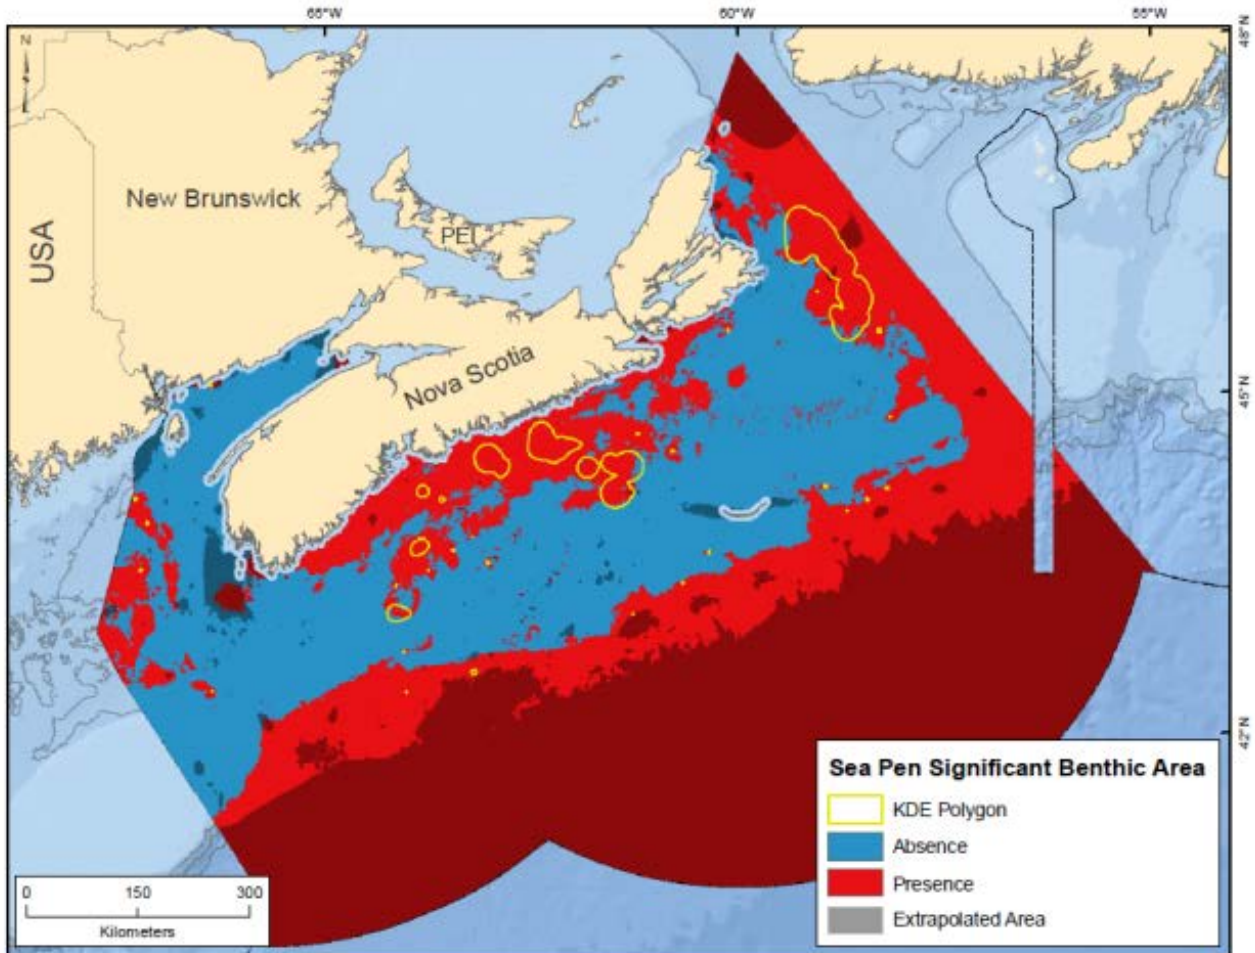 65°W
60°W
55°W
48°N
N
New Brunswick
USA
PEI
Nova Scotia
45°N
42°N
Sea Pen Significant Benthic Area
KDE Polygon
Absence
Presence
Extrapolated Area
0 150 300
Kilometers